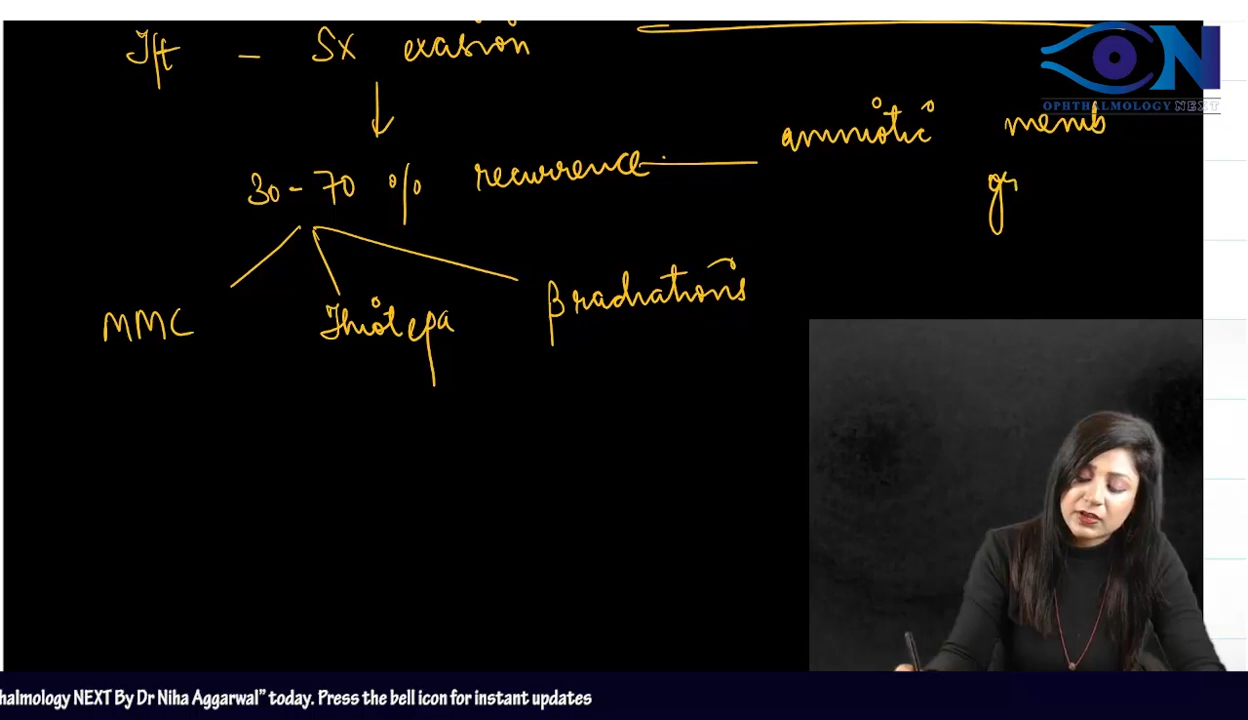 T/t - Sx excision
ON
OPHTHALMOLOGY NEXT
30-70 % recurrence
amniotic memb
gr
MMC Thiotepa β radiations
halmology NEXT By Dr Niha Aggarwal" today. Press the bell icon for instant updates